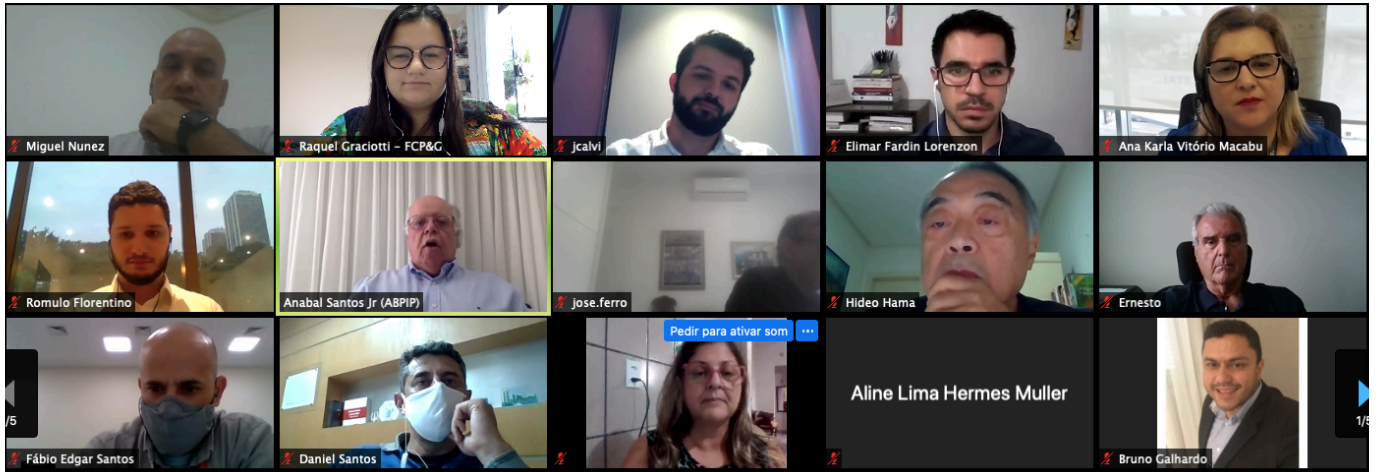 Miguel Nunez
Raquel Graciotti – FCP&G
jcalvi
Elimar Fardin Lorenzon
Ana Karla Vitório Macabu
Romulo Florentino
Anabal Santos Jr (ABPIP)
jose.ferro
Hideo Hama
Ernesto
Pedir para ativar som ...
Aline Lima Hermes Muller
/5
1/5
Fábio Edgar Santos
Daniel Santos
Bruno Galhardo